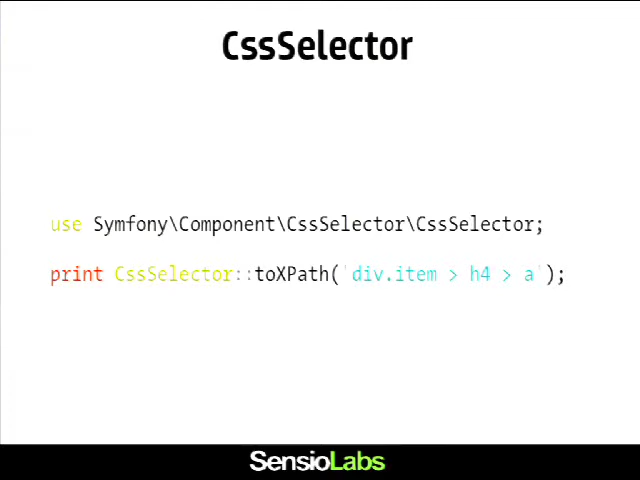 CssSelector
use Symfony\Component\CssSelector\CssSelector;
print CssSelector::toXPath('div.item > h4 > a');
SensioLabs